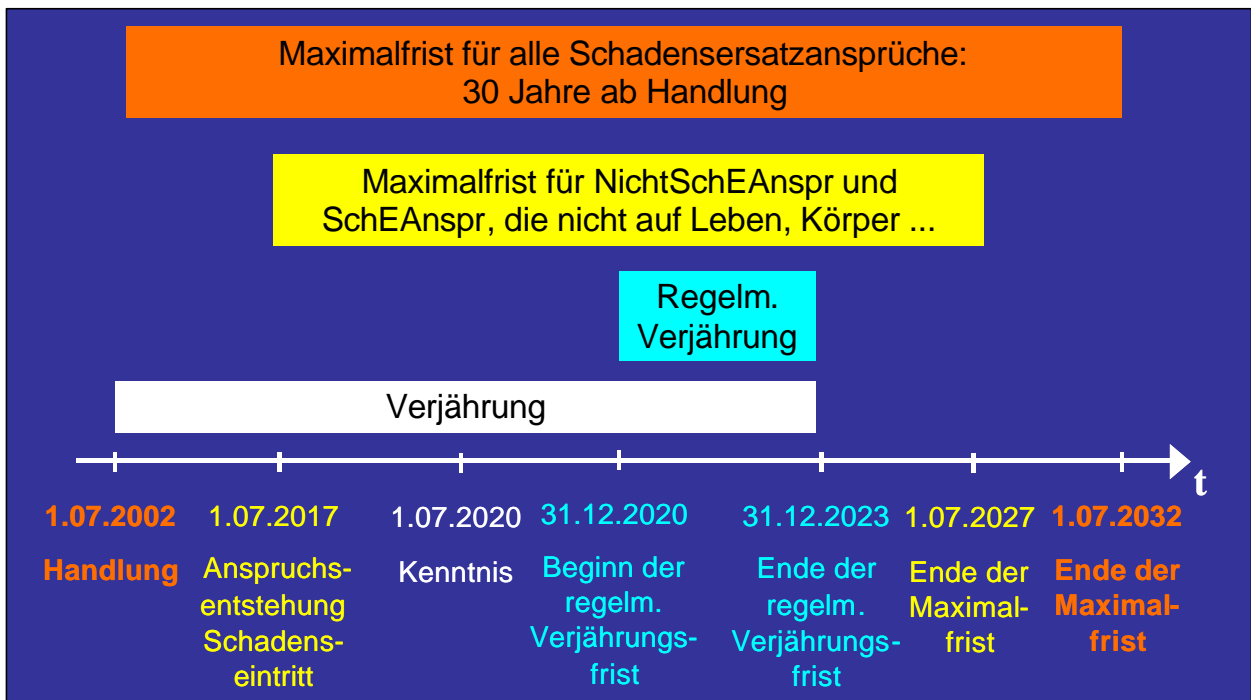 Maximalfrist für alle Schadensersatzansprüche:
30 Jahre ab Handlung
Maximalfrist für NichtSchEAnspr und
SchEAnspr, die nicht auf Leben, Körper ...
Regelm.
Verjährung
Verjährung
t
1.07.2002
Handlung
1.07.2017
Anspruchs-
entstehung
Schadens-
eintritt
1.07.2020
Kenntnis
31.12.2020
Beginn der
regelm.
Verjährungs-
frist
31.12.2023
Ende der
regelm.
Verjährungs-
frist
1.07.2027
Ende der
Maximal-
frist
1.07.2032
Ende der
Maximal-
frist